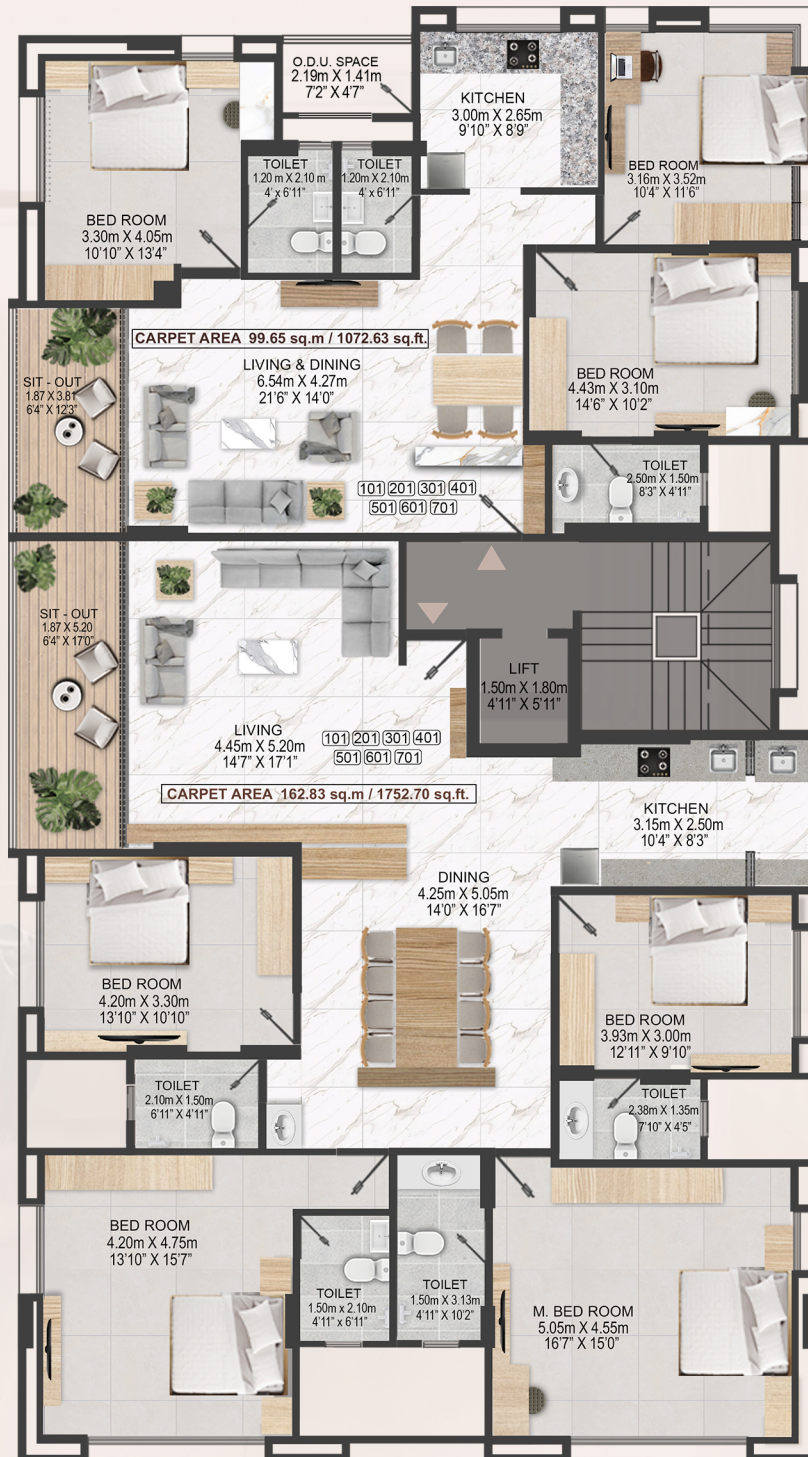 O.D.U. SPACE
2.19m X 1.41m
7'2” X 4'7”
KITCHEN
3.00m X 2.65m
9'10” X 8'9”
BED ROOM
3.16m X 3.52m
10'4” X 11'6”
TOILET
1.20 m X 2.10 m
4' x 6'11”
TOILET
1.20m X 2.10m
4' x 6'11”
BED ROOM
3.30m X 4.05m
10'10” X 13'4”
CARPET AREA 99.65 sq.m / 1072.63 sq.ft.
LIVING & DINING
6.54m X 4.27m
21'6” X 14'0”
BED ROOM
4.43m X 3.10m
14'6” X 10'2”
SIT - OUT
1.87 X 3.81
6'4” X 12'3”
TOILET
2.50m X 1.50m
8'3” X 4'11”
101 201 301 401
501 601 701
SIT - OUT
1.87 X 5.20
6'4” X 17'0”
LIFT
1.50m X 1.80m
4'11” X 5'11”
LIVING
4.45m X 5.20m
14'7” X 17'1”
101 201 301 401
501 601 701
CARPET AREA 162.83 sq.m / 1752.70 sq.ft.
KITCHEN
3.15m X 2.50m
10'4” X 8'3”
DINING
4.25m X 5.05m
14'0” X 16'7”
BED ROOM
4.20m X 3.30m
13'10” X 10'10”
BED ROOM
3.93m X 3.00m
12'11” X 9'10”
TOILET
2.10m X 1.50m
6'11” X 4'11”
TOILET
2.38m X 1.35m
7'10” X 4'5”
BED ROOM
4.20m X 4.75m
13'10” X 15'7”
TOILET
1.50m x 2.10m
4'11” x 6'11”
TOILET
1.50m X 3.13m
4'11” X 10'2”
M. BED ROOM
5.05m X 4.55m
16'7” X 15'0”